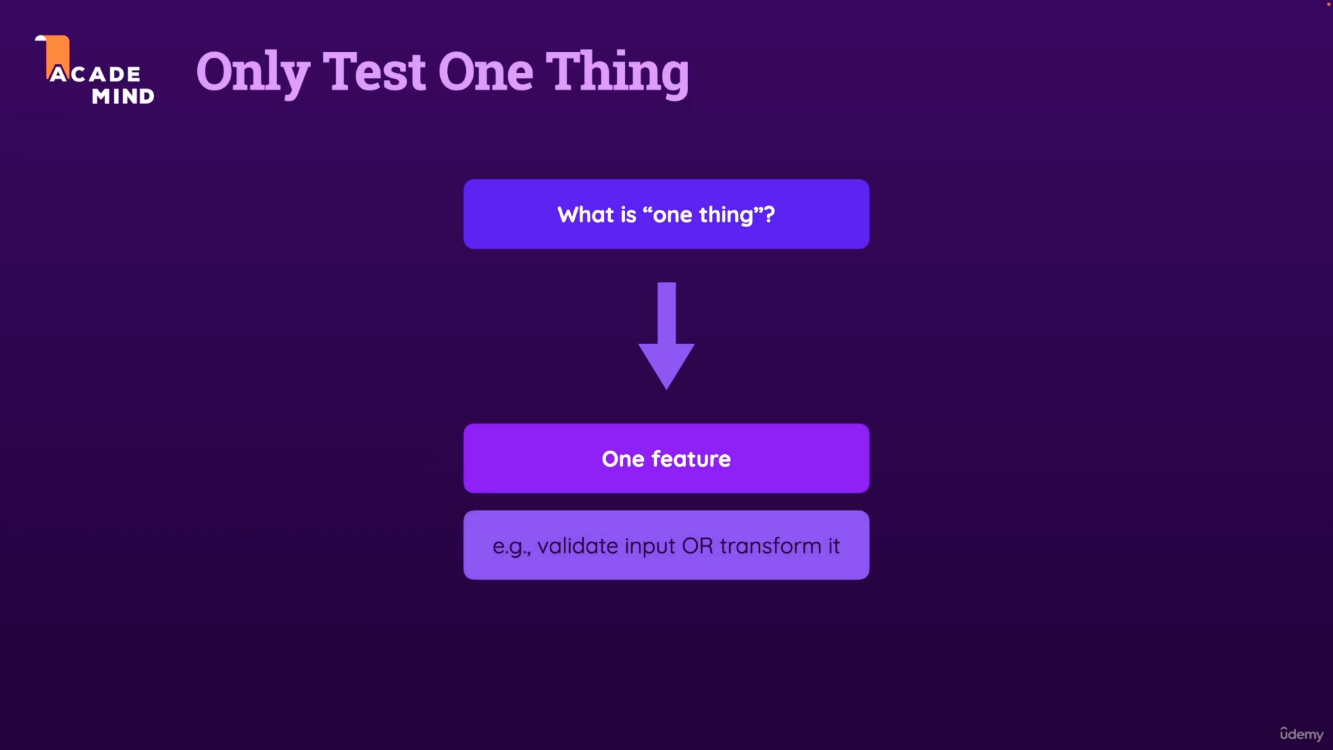 ACADE
MIND
Only Test One Thing
What is “one thing”?
One feature
e.g., validate input OR transform it
ûdemy